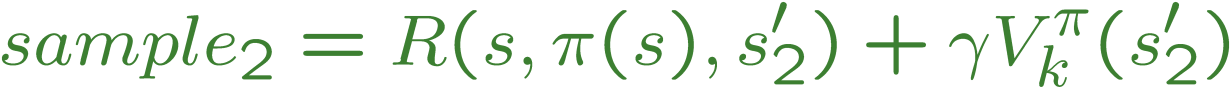 sample₂ = R(s, π(s), s′₂) + γV^π_k(s′₂)